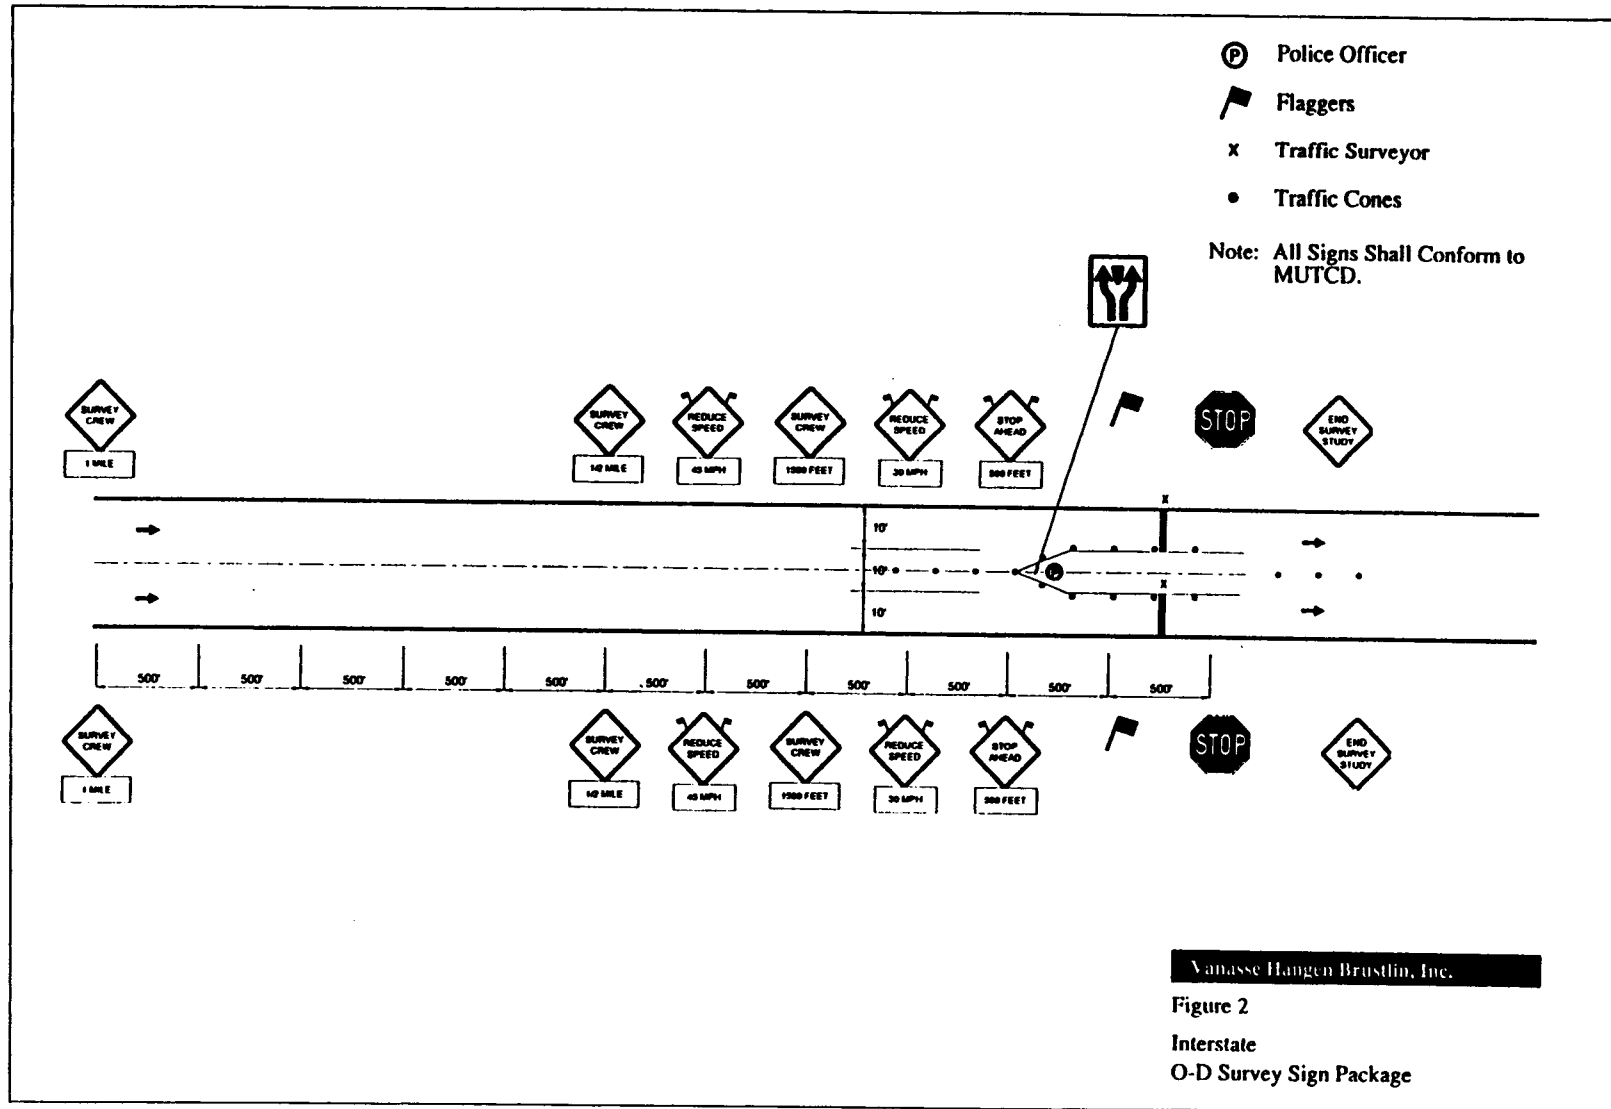 P Police Officer
Flaggers
x Traffic Surveyor
• Traffic Cones
Note: All Signs Shall Conform to
MUTCD.
SURVEY
CREW
1 MILE
SURVEY
CREW
1/2 MILE
REDUCE
SPEED
45 MPH
SURVEY
CREW
1500 FEET
REDUCE
SPEED
30 MPH
STOP
AHEAD
500 FEET
STOP
END
SURVEY
STUDY
x
10'
10'
P
x
10'
500' 500' 500' 500' 500' 500' 500' 500' 500' 500' 500'
SURVEY
CREW
1 MILE
SURVEY
CREW
1/2 MILE
REDUCE
SPEED
45 MPH
SURVEY
CREW
1500 FEET
REDUCE
SPEED
30 MPH
STOP
AHEAD
500 FEET
STOP
END
SURVEY
STUDY
Vanasse Hangen Brustlin, Inc.
Figure 2
Interstate
O-D Survey Sign Package